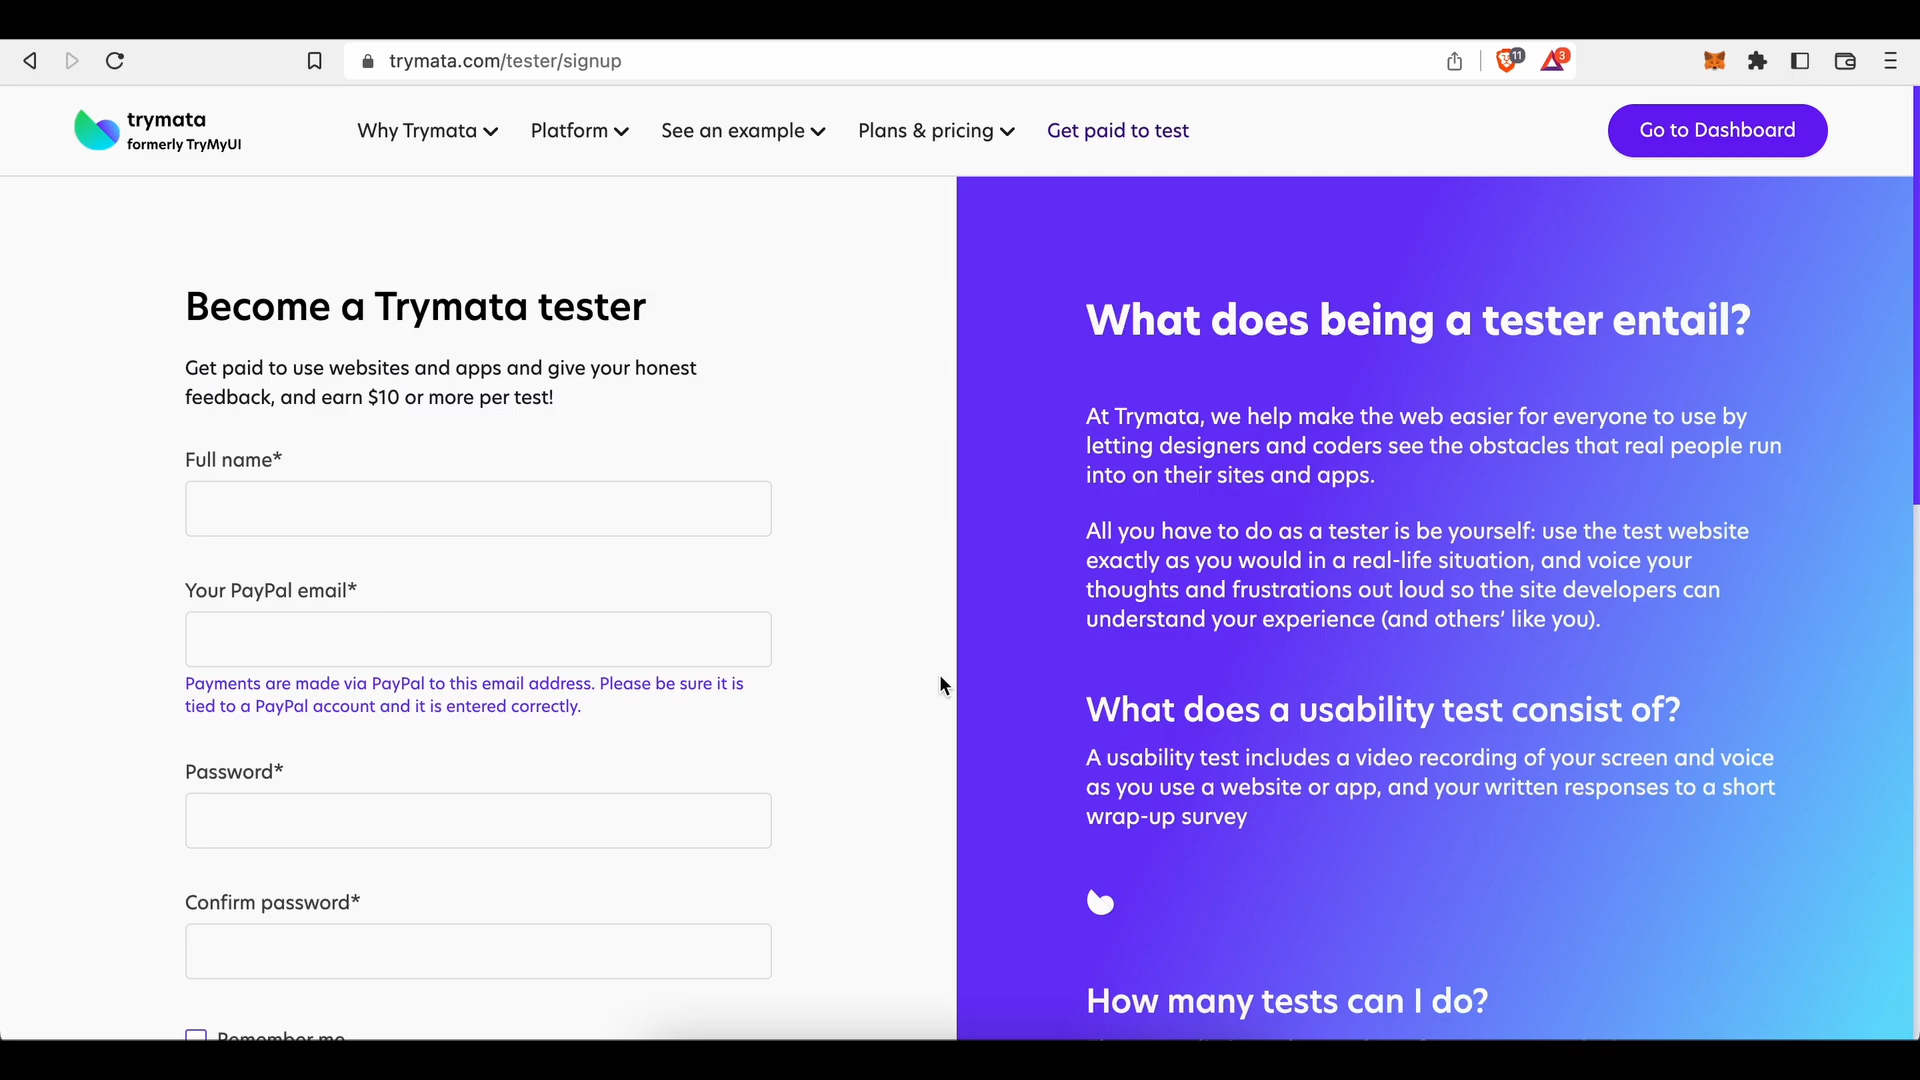 trymata.com/tester/signup
11
3
trymata
formerly TryMyUI
Why Trymata
Platform
See an example
Plans & pricing
Get paid to test
Go to Dashboard
Become a Trymata tester
Get paid to use websites and apps and give your honest
feedback, and earn $10 or more per test!
Full name*
Your PayPal email*
Payments are made via PayPal to this email address. Please be sure it is
tied to a PayPal account and it is entered correctly.
Password*
Confirm password*
Remember me
What does being a tester entail?
At Trymata, we help make the web easier for everyone to use by
letting designers and coders see the obstacles that real people run
into on their sites and apps.
All you have to do as a tester is be yourself: use the test website
exactly as you would in a real-life situation, and voice your
thoughts and frustrations out loud so the site developers can
understand your experience (and others’ like you).
What does a usability test consist of?
A usability test includes a video recording of your screen and voice
as you use a website or app, and your written responses to a short
wrap-up survey
How many tests can I do?